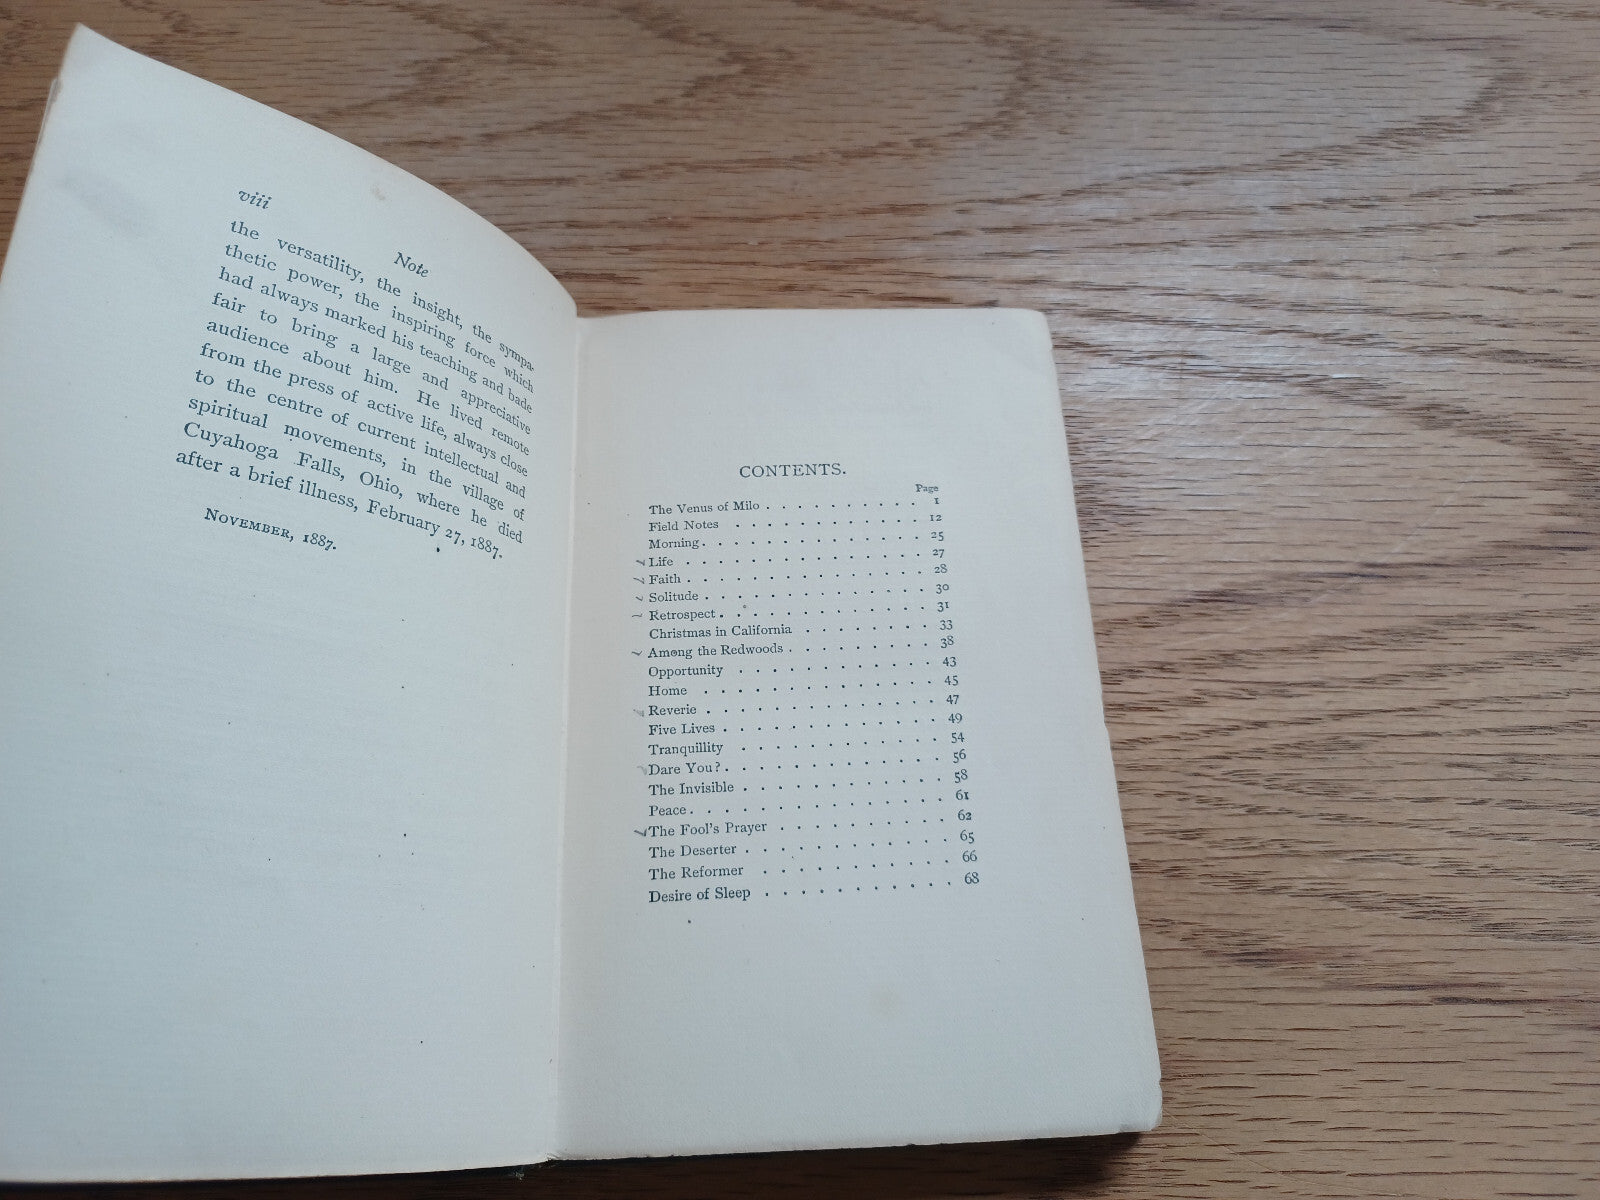 viii
Note
the versatility, the insight, the sympa-
thetic power, the inspiring force which
had always marked his teaching and bade
fair to bring a large and appreciative
audience about him. He lived remote
from the press of active life, always close
to the centre of current intellectual and
spiritual movements, in the village of
Cuyahoga Falls, Ohio, where he died
after a brief illness, February 27, 1887.
November, 1887.
CONTENTS.
Page
The Venus of Milo . . . . . . . . . . 1
Field Notes . . . . . . . . . . . . 12
Morning . . . . . . . . . . . . . 25
Life . . . . . . . . . . . . . . 27
Faith . . . . . . . . . . . . . . 28
Solitude . . . . . . . . . . . . . 30
Retrospect . . . . . . . . . . . . 31
Christmas in California . . . . . . . . 33
Among the Redwoods . . . . . . . . . 38
Opportunity . . . . . . . . . . . . 43
Home . . . . . . . . . . . . . . 45
Reverie . . . . . . . . . . . . . 47
Five Lives . . . . . . . . . . . . 49
Tranquillity . . . . . . . . . . . . 54
Dare You? . . . . . . . . . . . . 56
The Invisible . . . . . . . . . . . . 58
Peace . . . . . . . . . . . . . . 61
The Fool's Prayer . . . . . . . . . . 62
The Deserter . . . . . . . . . . . . 65
The Reformer . . . . . . . . . . . 66
Desire of Sleep . . . . . . . . . . . 68